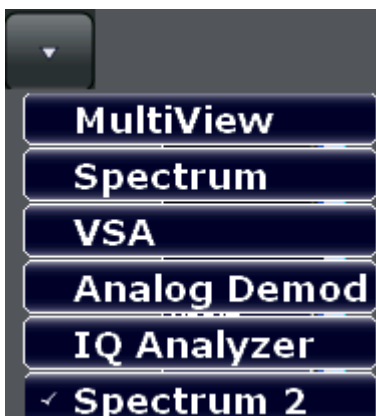 MultiView
Spectrum
VSA
Analog Demod
IQ Analyzer
Spectrum 2